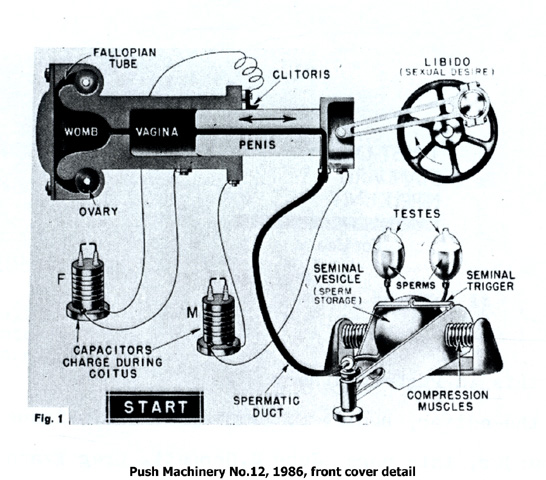 FALLOPIAN
TUBE
CLITORIS
LIBIDO
(SEXUAL DESIRE)
WOMB
VAGINA
PENIS
OVARY
TESTES
F
M
SEMINAL
VESICLE
(SPERM
STORAGE)
SPERMS
SEMINAL
TRIGGER
CAPACITORS
CHARGE DURING
COITUS
SPERMATIC
DUCT
COMPRESSION
MUSCLES
START
Fig. 1
Push Machinery No.12, 1986, front cover detail